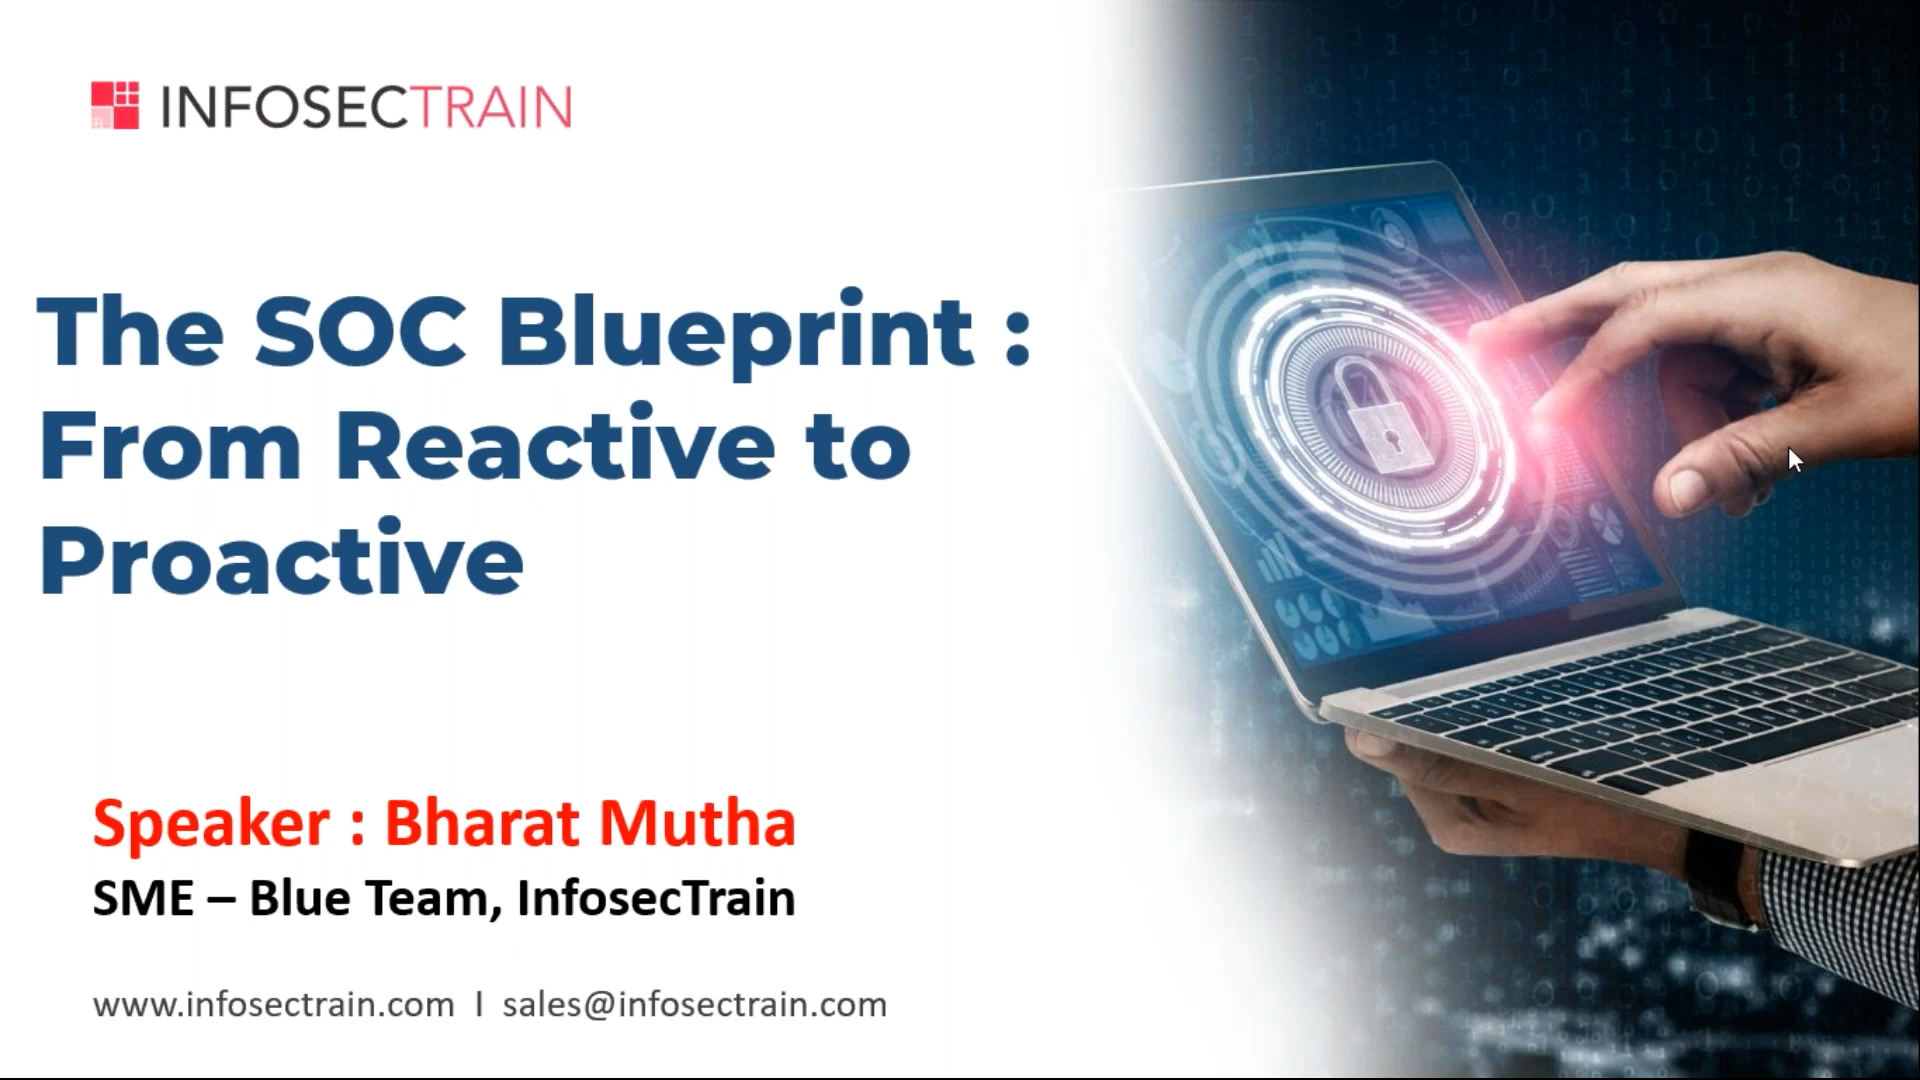 INFOSECTRAIN
The SOC Blueprint :
From Reactive to
Proactive
Speaker : Bharat Mutha
SME – Blue Team, InfosecTrain
www.infosectrain.com I sales@infosectrain.com